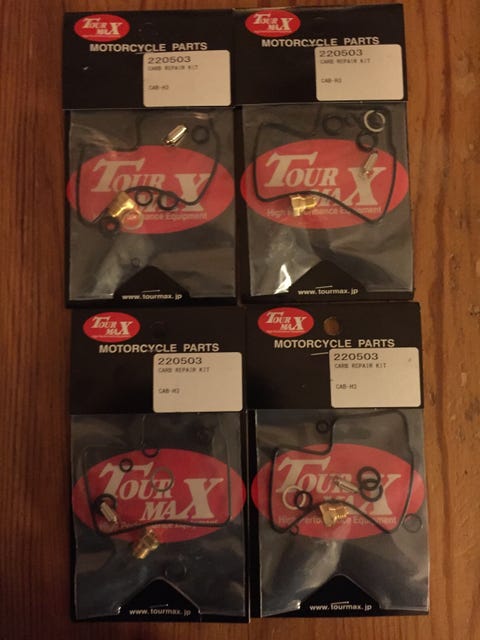 TOUR MAX
MOTORCYCLE PARTS
220503
CARB REPAIR KIT
CAB-H3
TOUR MAX
High Performance Equipment
www.tourmax.jp
TOUR MAX
MOTORCYCLE PARTS
220503
CARB REPAIR KIT
CAB-H3
TOUR MAX
High Performance Equipment
www.tourmax.jp
TOUR MAX
MOTORCYCLE PARTS
220503
CARB REPAIR KIT
CAB-H3
TOUR MAX
High Performance Equipment
www.tourmax.jp
TOUR MAX
MOTORCYCLE PARTS
220503
CARB REPAIR KIT
CAB-H3
TOUR MAX
High Performance Equipment
www.tourmax.jp